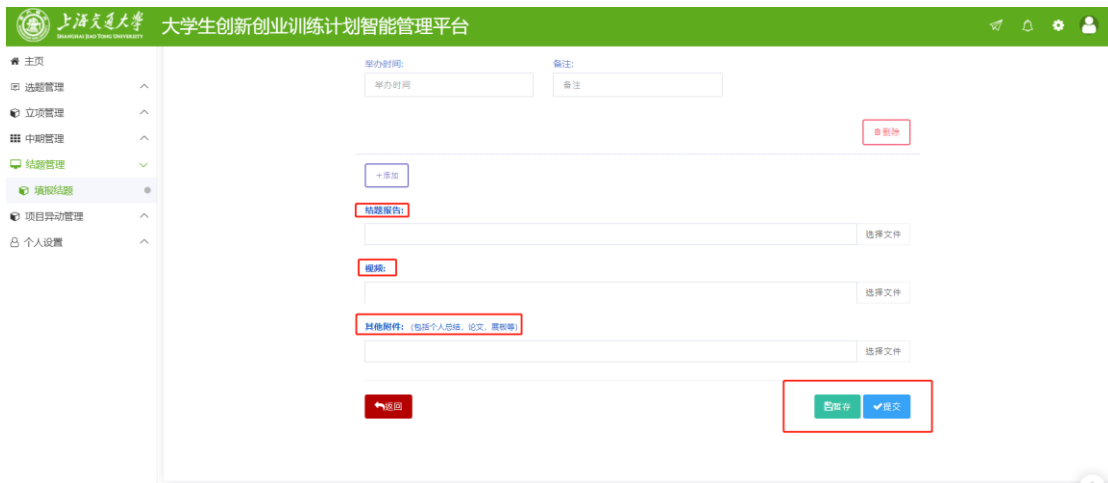 上海交通大学 大学生创新创业训练计划智能管理平台
SHANGHAI JIAO TONG UNIVERSITY
主页
选题管理
立项管理
中期管理
结题管理
填报结题
项目异动管理
个人设置
举办时间: 备注:
举办时间 备注
删除
+添加
结题报告:
选择文件
视频:
选择文件
其他附件: (包括个人总结、论文、展板等)
选择文件
返回 暂存 提交